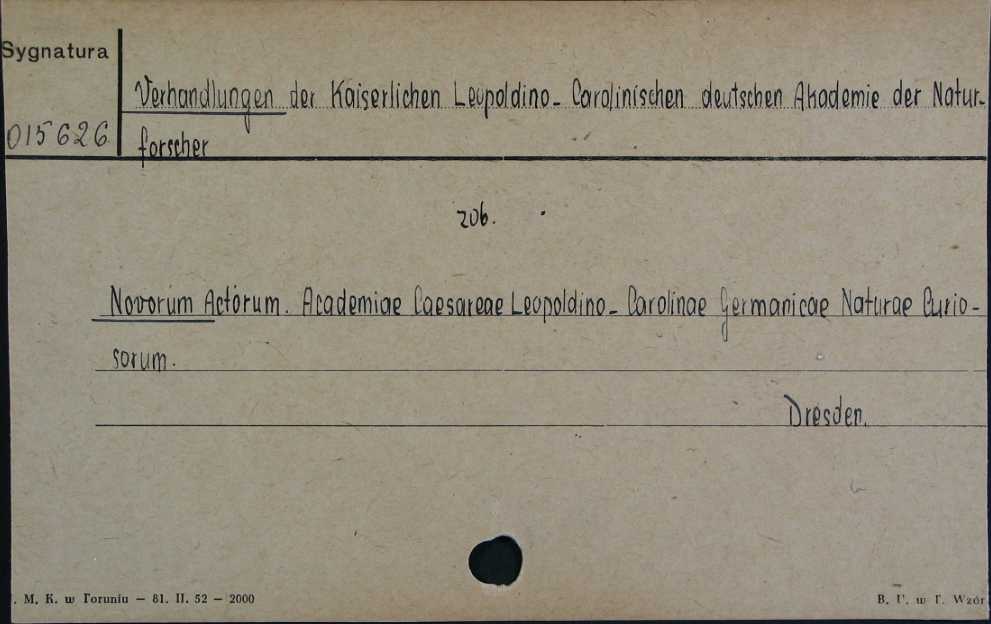 Sygnatura
Verhandlungen der Kaiserlichen Leopoldino- Carolinischen deutschen Akademie der Natur-
015626
forscher
zob.
Novorum Actorum. Academiae Caesareae Leopoldino- Carolinae Germanicae Naturae Curio-
sorum.
Dresden.
. M. K. w Toruniu — 81. II. 52 — 2000
B. U. w T. Wzór